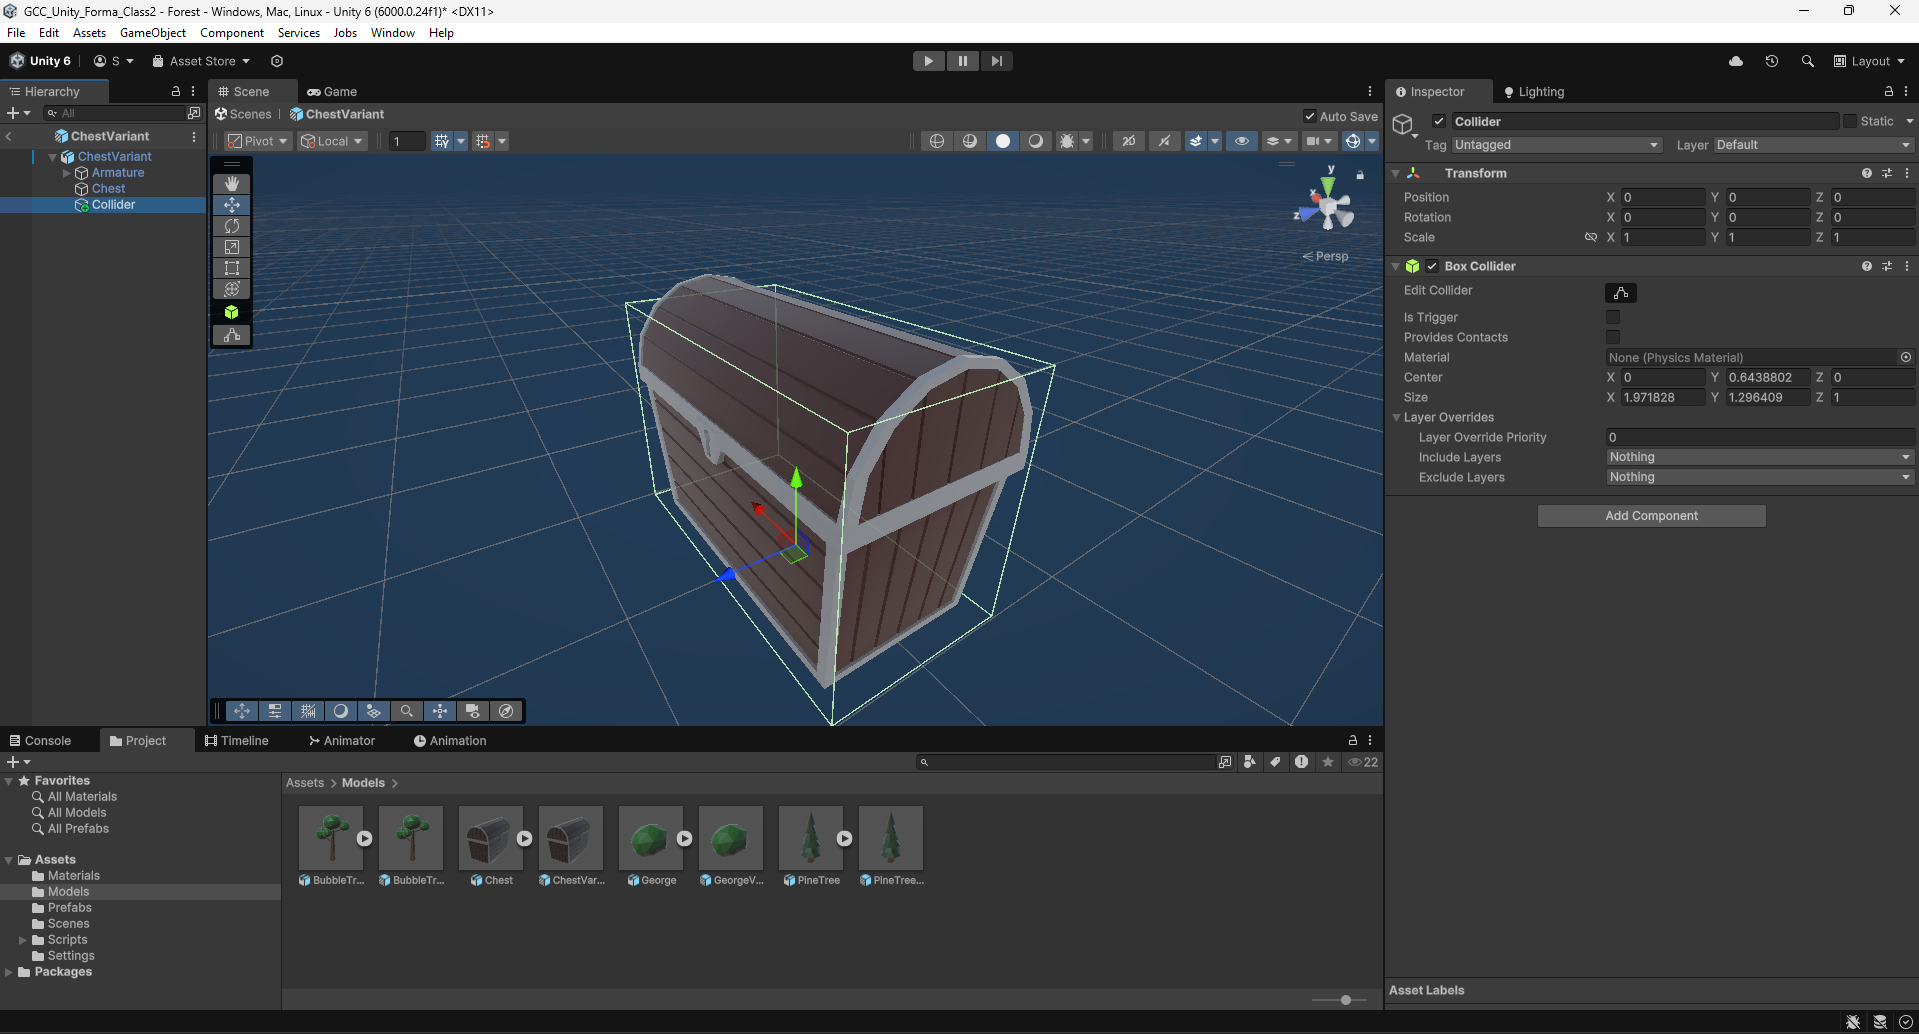 GCC_Unity_Forma_Class2 - Forest - Windows, Mac, Linux - Unity 6 (6000.0.24f1)* <DX11>
File Edit Assets GameObject Component Services Jobs Window Help
Unity 6 S Asset Store Layout
Hierarchy
All
ChestVariant
ChestVariant
Armature
Chest
Collider
Scene Game
Scenes ChestVariant Auto Save
Pivot Local 1 2D
y
x
z
< Persp
Inspector Lighting
Collider Static
Tag Untagged Layer Default
Transform
Position X 0 Y 0 Z 0
Rotation X 0 Y 0 Z 0
Scale X 1 Y 1 Z 1
Box Collider
Edit Collider
Is Trigger
Provides Contacts
Material None (Physics Material)
Center X 0 Y 0.6438802 Z 0
Size X 1.971828 Y 1.296409 Z 1
Layer Overrides
Layer Override Priority 0
Include Layers Nothing
Exclude Layers Nothing
Add Component
Asset Labels
Console Project Timeline Animator Animation
22
Favorites
All Materials
All Models
All Prefabs
Assets
Materials
Models
Prefabs
Scenes
Scripts
Settings
Packages
Assets > Models >
BubbleTr... BubbleTr... Chest ChestVar... George GeorgeV... PineTree PineTree...